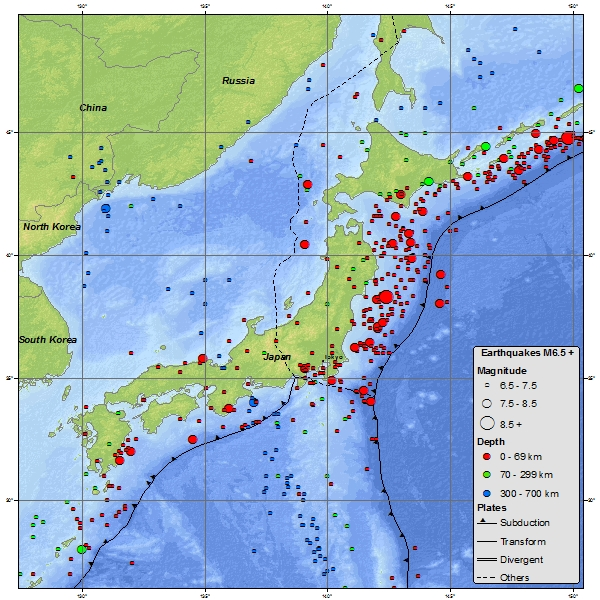 Russia
China
North Korea
South Korea
Japan
Tokyo
Earthquakes M6.5 +
Magnitude
6.5 - 7.5
7.5 - 8.5
8.5 +
Depth
0 - 69 km
70 - 299 km
300 - 700 km
Plates
Subduction
Transform
Divergent
Others